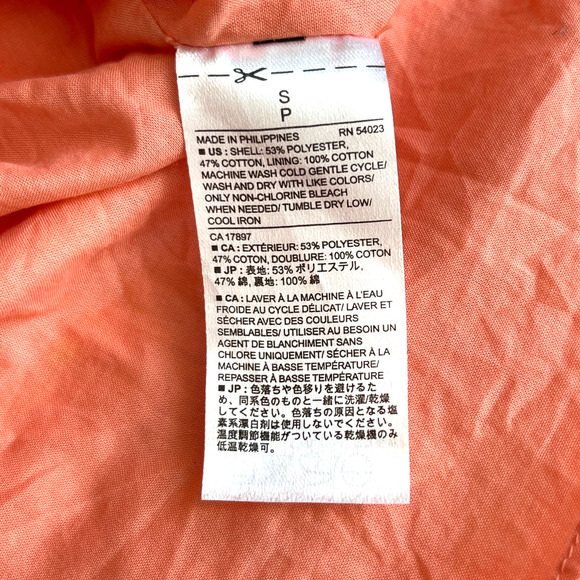 S
P
MADE IN PHILIPPINES RN 54023
■ US : SHELL: 53% POLYESTER,
47% COTTON, LINING: 100% COTTON
MACHINE WASH COLD GENTLE CYCLE/
WASH AND DRY WITH LIKE COLORS/
ONLY NON-CHLORINE BLEACH
WHEN NEEDED/ TUMBLE DRY LOW/
COOL IRON
CA 17897
■ CA : EXTÉRIEUR: 53% POLYESTER,
47% COTON, DOUBLURE: 100% COTON
■ JP : 表地: 53% ポリエステル,
47% 綿, 裏地: 100% 綿
■ CA : LAVER À LA MACHINE À L'EAU
FROIDE AU CYCLE DÉLICAT/ LAVER ET
SÉCHER AVEC DES COULEURS
SEMBLABLES/ UTILISER AU BESOIN UN
AGENT DE BLANCHIMENT SANS
CHLORE UNIQUEMENT/ SÉCHER À LA
MACHINE À BASSE TEMPÉRATURE/
REPASSER À BASSE TEMPÉRATURE
■ JP : 色落ちや色移りを避けるため、
同系色のものと一緒に洗濯/乾燥
してください。色落ちの原因となる塩
素系漂白剤は使用しないでください。
温度調節機能がついている乾燥機のみ
低温乾燥可。